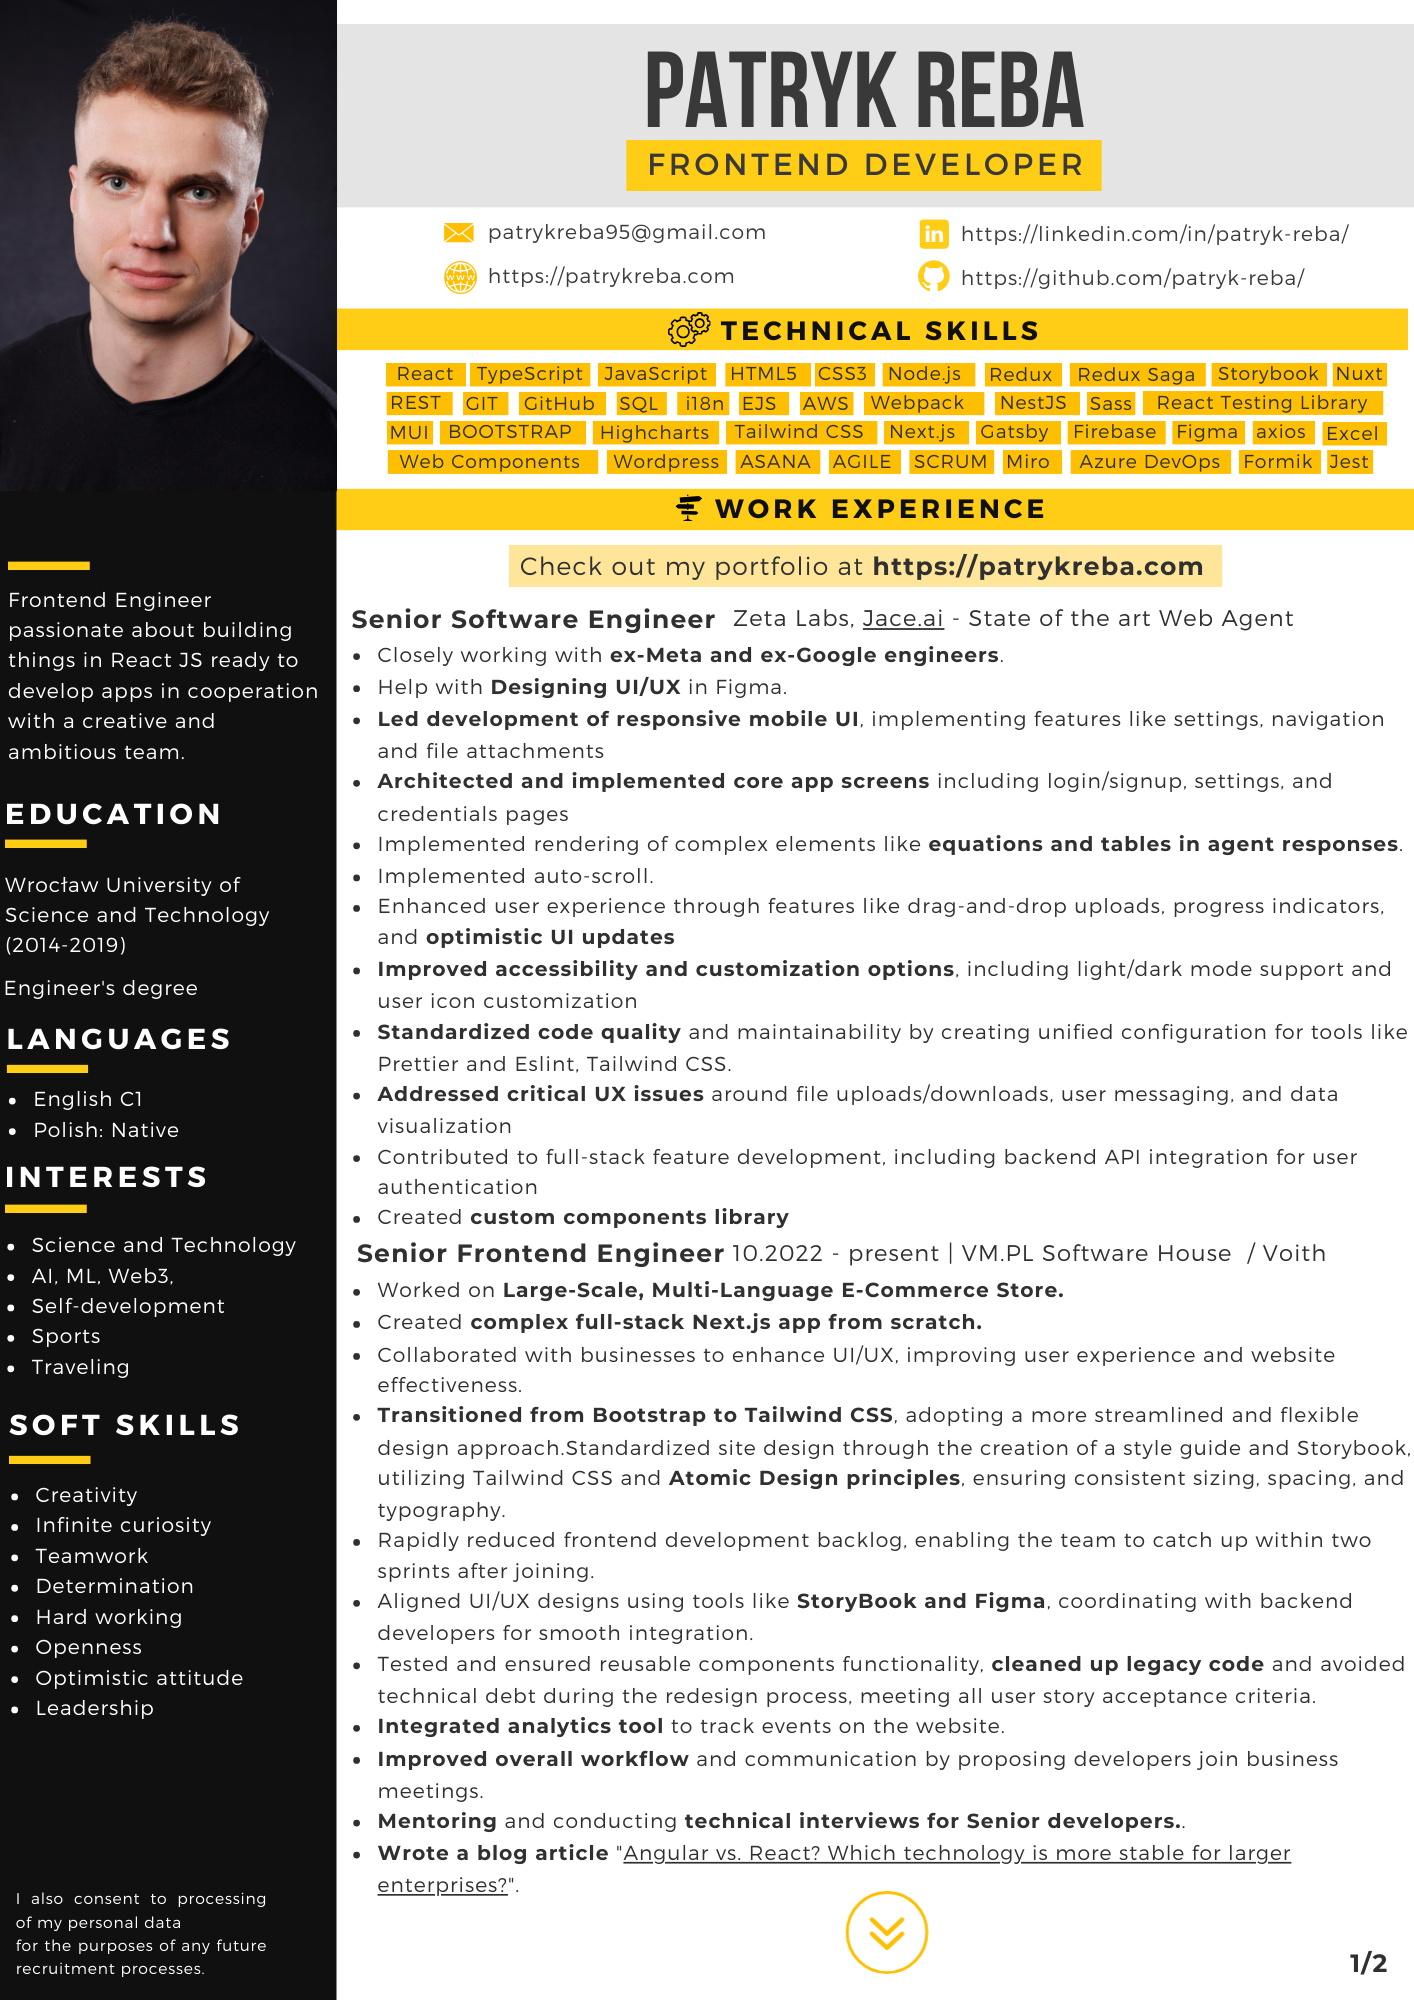 PATRYK REBA
FRONTEND DEVELOPER
patrykreba95@gmail.com
https://linkedin.com/in/patryk-reba/
https://patrykreba.com
https://github.com/patryk-reba/
TECHNICAL SKILLS
React TypeScript JavaScript HTML5 CSS3 Node.js Redux Redux Saga Storybook Nuxt
REST GIT GitHub SQL i18n EJS AWS Webpack NestJS Sass React Testing Library
MUI BOOTSTRAP Highcharts Tailwind CSS Next.js Gatsby Firebase Figma axios Excel
Web Components Wordpress ASANA AGILE SCRUM Miro Azure DevOps Formik Jest
WORK EXPERIENCE
Check out my portfolio at https://patrykreba.com
Senior Software Engineer Zeta Labs, Jace.ai - State of the art Web Agent
• Closely working with ex-Meta and ex-Google engineers.
• Help with Designing UI/UX in Figma.
• Led development of responsive mobile UI, implementing features like settings, navigation
and file attachments
• Architected and implemented core app screens including login/signup, settings, and
credentials pages
• Implemented rendering of complex elements like equations and tables in agent responses.
• Implemented auto-scroll.
• Enhanced user experience through features like drag-and-drop uploads, progress indicators,
and optimistic UI updates
• Improved accessibility and customization options, including light/dark mode support and
user icon customization
• Standardized code quality and maintainability by creating unified configuration for tools like
Prettier and Eslint, Tailwind CSS.
• Addressed critical UX issues around file uploads/downloads, user messaging, and data
visualization
• Contributed to full-stack feature development, including backend API integration for user
authentication
• Created custom components library
Senior Frontend Engineer 10.2022 - present | VM.PL Software House / Voith
• Worked on Large-Scale, Multi-Language E-Commerce Store.
• Created complex full-stack Next.js app from scratch.
• Collaborated with businesses to enhance UI/UX, improving user experience and website
effectiveness.
• Transitioned from Bootstrap to Tailwind CSS, adopting a more streamlined and flexible
design approach.Standardized site design through the creation of a style guide and Storybook,
utilizing Tailwind CSS and Atomic Design principles, ensuring consistent sizing, spacing, and
typography.
• Rapidly reduced frontend development backlog, enabling the team to catch up within two
sprints after joining.
• Aligned UI/UX designs using tools like StoryBook and Figma, coordinating with backend
developers for smooth integration.
• Tested and ensured reusable components functionality, cleaned up legacy code and avoided
technical debt during the redesign process, meeting all user story acceptance criteria.
• Integrated analytics tool to track events on the website.
• Improved overall workflow and communication by proposing developers join business
meetings.
• Mentoring and conducting technical interviews for Senior developers..
• Wrote a blog article "Angular vs. React? Which technology is more stable for larger
enterprises?".
1/2
Frontend Engineer
passionate about building
things in React JS ready to
develop apps in cooperation
with a creative and
ambitious team.
EDUCATION
Wrocław University of
Science and Technology
(2014-2019)
Engineer's degree
LANGUAGES
• English C1
• Polish: Native
INTERESTS
• Science and Technology
• AI, ML, Web3,
• Self-development
• Sports
• Traveling
SOFT SKILLS
• Creativity
• Infinite curiosity
• Teamwork
• Determination
• Hard working
• Openness
• Optimistic attitude
• Leadership
I also consent to processing
of my personal data
for the purposes of any future
recruitment processes.